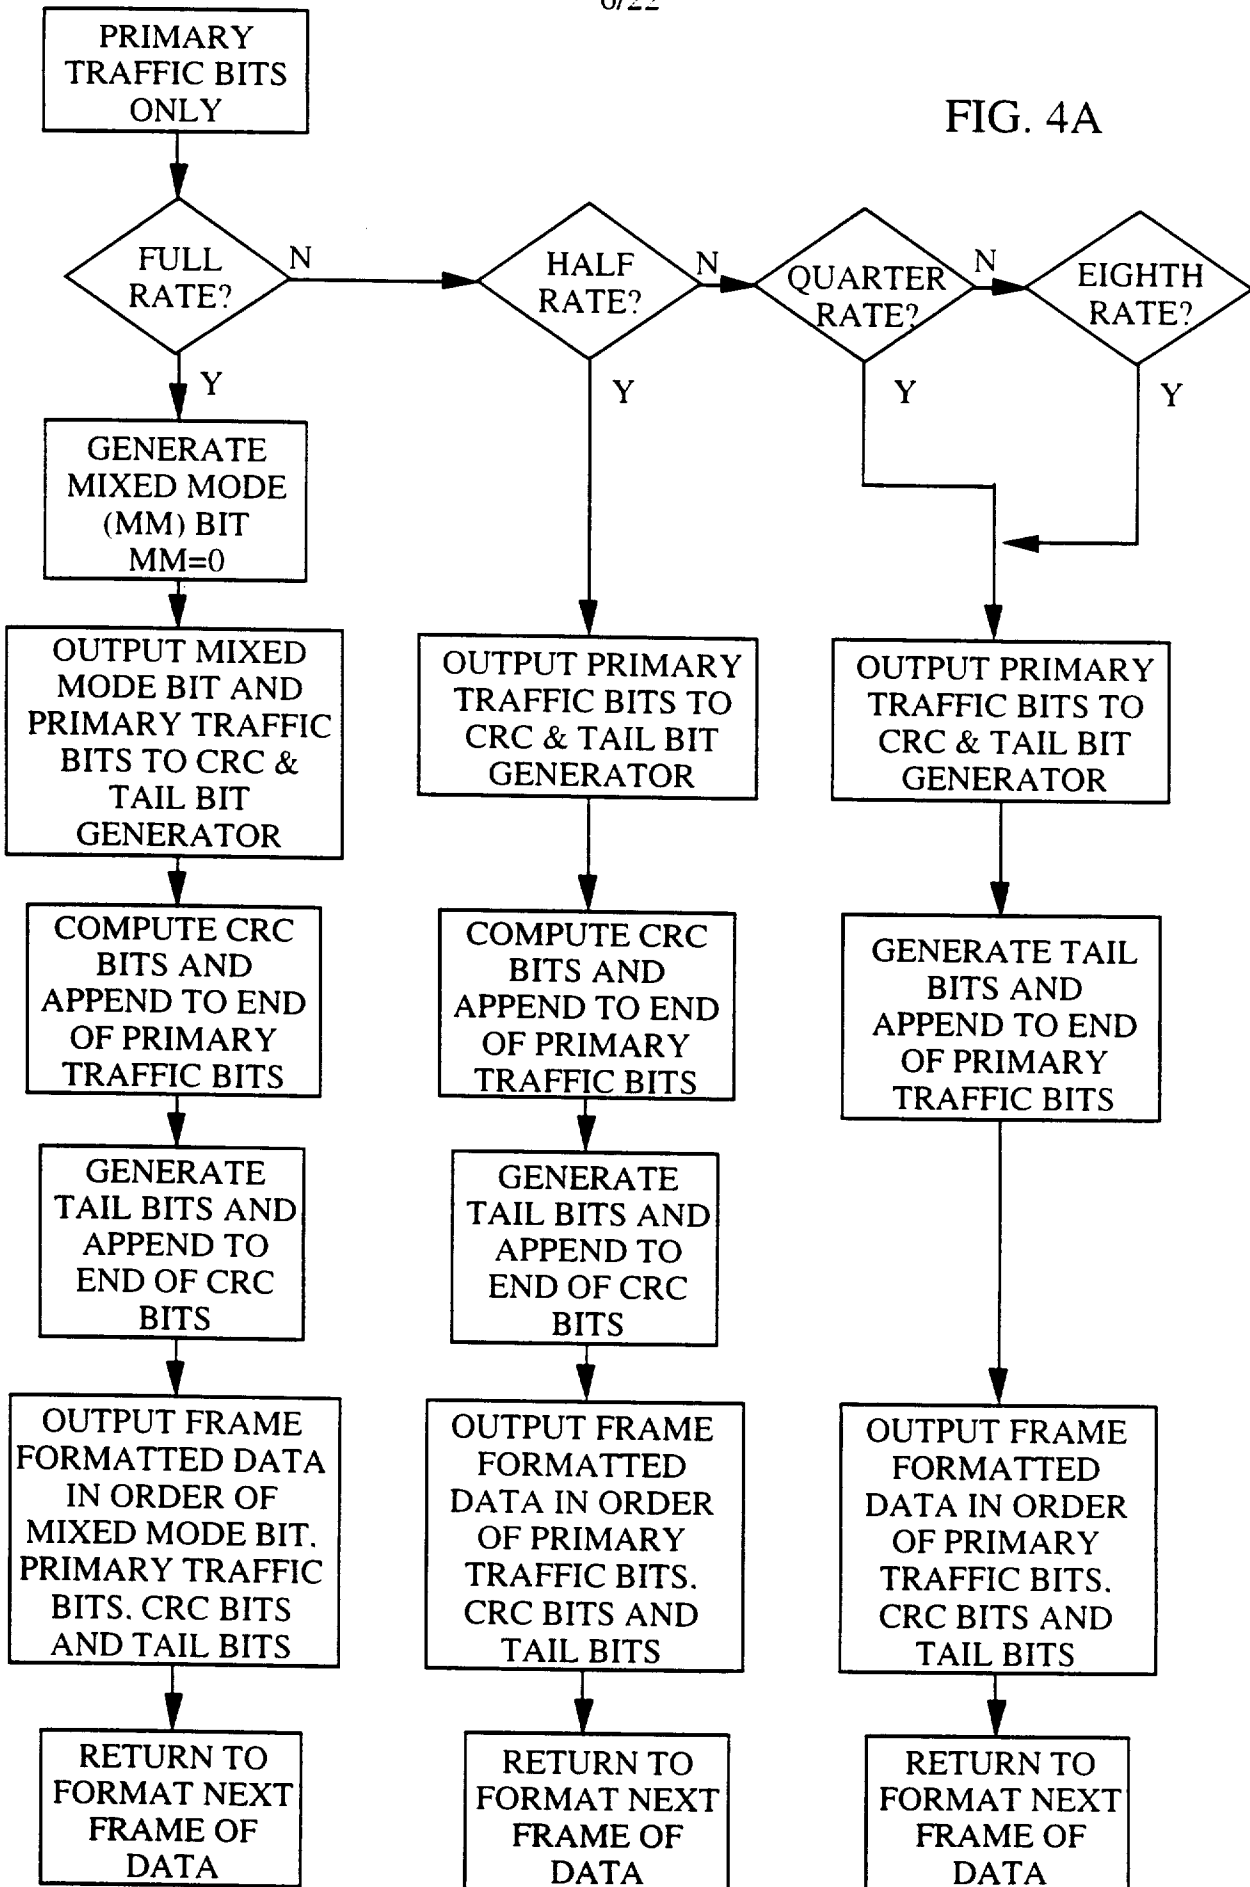 6/22
PRIMARY
TRAFFIC BITS
ONLY
FIG. 4A
FULL
RATE?
N
HALF
RATE?
N
QUARTER
RATE?
N
EIGHTH
RATE?
Y
Y
Y
Y
GENERATE
MIXED MODE
(MM) BIT
MM=0
OUTPUT MIXED
MODE BIT AND
PRIMARY TRAFFIC
BITS TO CRC &
TAIL BIT
GENERATOR
OUTPUT PRIMARY
TRAFFIC BITS TO
CRC & TAIL BIT
GENERATOR
OUTPUT PRIMARY
TRAFFIC BITS TO
CRC & TAIL BIT
GENERATOR
COMPUTE CRC
BITS AND
APPEND TO END
OF PRIMARY
TRAFFIC BITS
COMPUTE CRC
BITS AND
APPEND TO END
OF PRIMARY
TRAFFIC BITS
GENERATE TAIL
BITS AND
APPEND TO END
OF PRIMARY
TRAFFIC BITS
GENERATE
TAIL BITS AND
APPEND TO
END OF CRC
BITS
GENERATE
TAIL BITS AND
APPEND TO
END OF CRC
BITS
OUTPUT FRAME
FORMATTED DATA
IN ORDER OF
MIXED MODE BIT.
PRIMARY TRAFFIC
BITS. CRC BITS
AND TAIL BITS
OUTPUT FRAME
FORMATTED
DATA IN ORDER
OF PRIMARY
TRAFFIC BITS.
CRC BITS AND
TAIL BITS
OUTPUT FRAME
FORMATTED
DATA IN ORDER
OF PRIMARY
TRAFFIC BITS.
CRC BITS AND
TAIL BITS
RETURN TO
FORMAT NEXT
FRAME OF
DATA
RETURN TO
FORMAT NEXT
FRAME OF
DATA
RETURN TO
FORMAT NEXT
FRAME OF
DATA